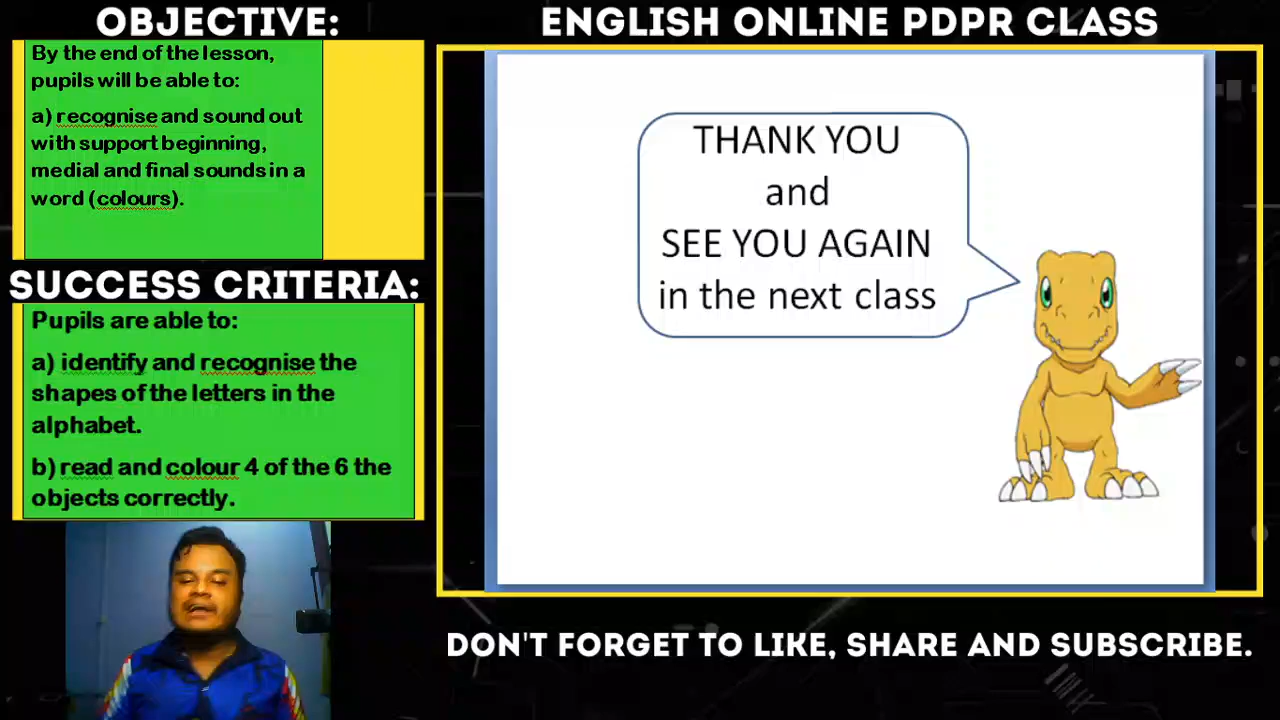 OBJECTIVE:
By the end of the lesson,
pupils will be able to:
a) recognise and sound out
with support beginning,
medial and final sounds in a
word (colours).
SUCCESS CRITERIA:
Pupils are able to:
a) identify and recognise the
shapes of the letters in the
alphabet.
b) read and colour 4 of the 6 the
objects correctly.
ENGLISH ONLINE PDPR CLASS
THANK YOU
and
SEE YOU AGAIN
in the next class
DON'T FORGET TO LIKE, SHARE AND SUBSCRIBE.